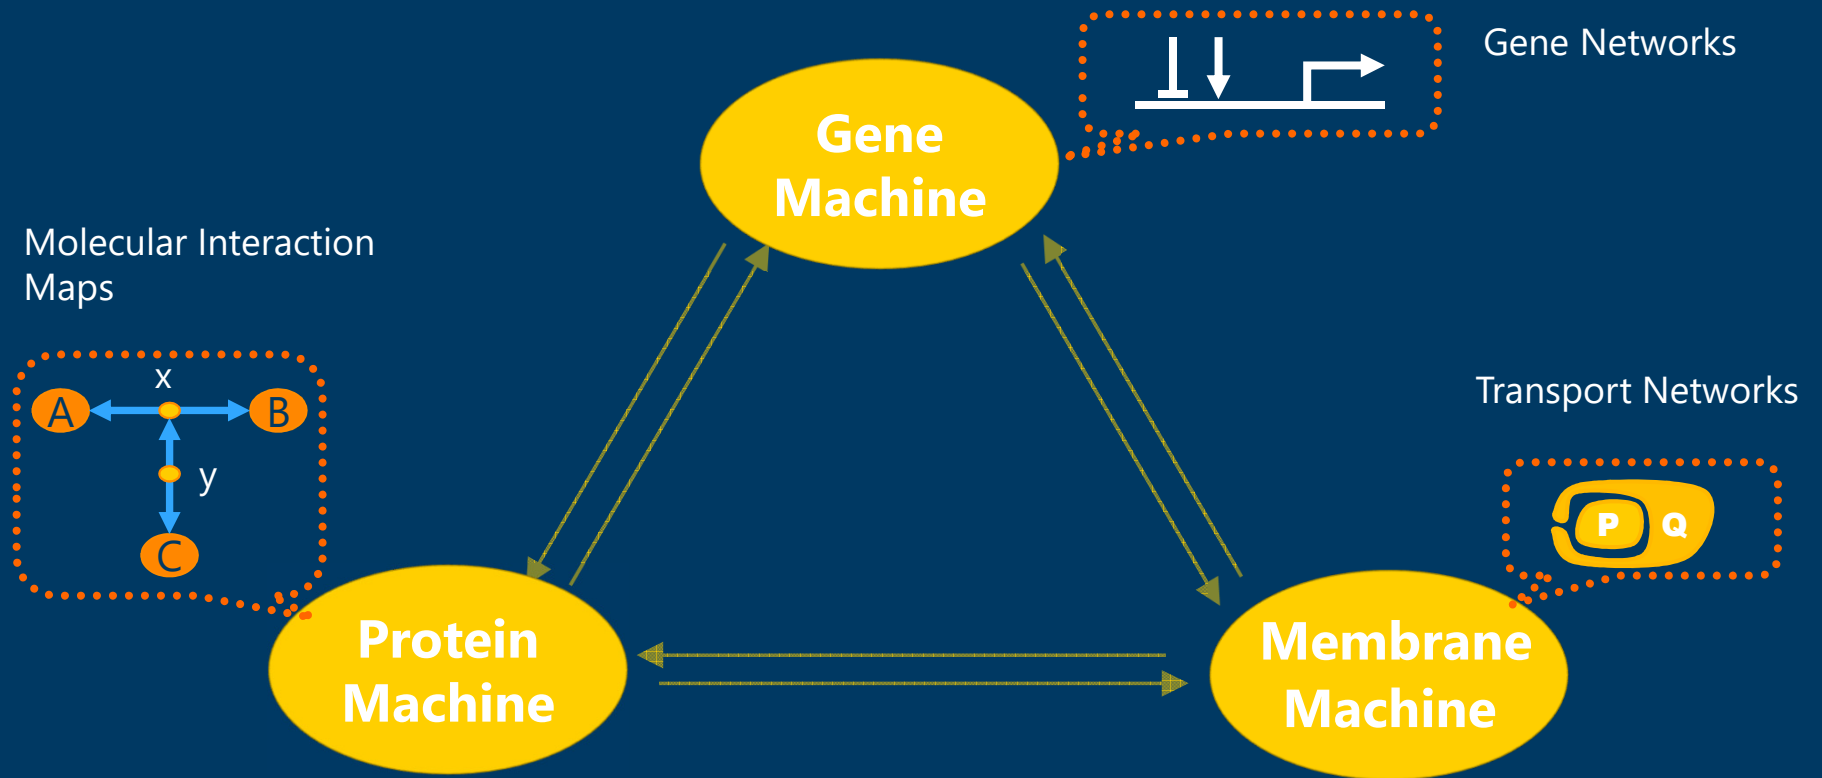 Gene Networks
Gene
Machine
Molecular Interaction
Maps
x
A
B
y
C
Transport Networks
P
Q
Protein
Machine
Membrane
Machine